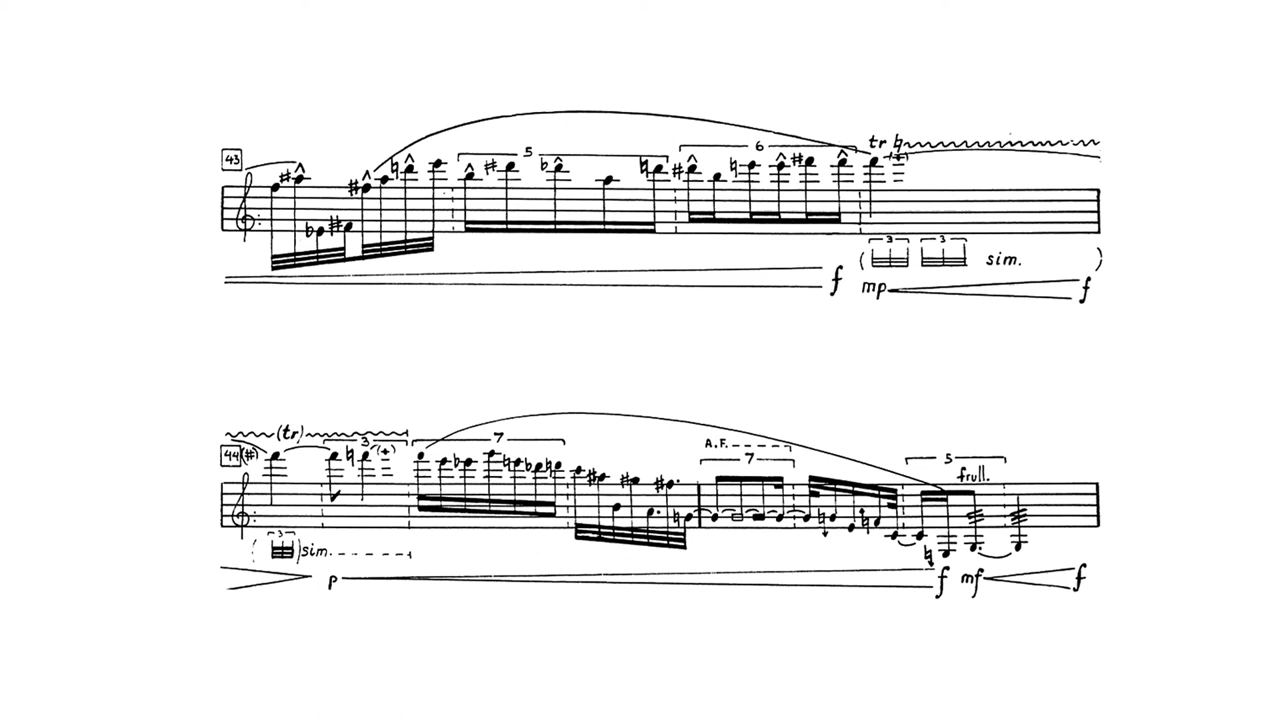 tr
43 5 6
3 3 sim.
f mp f
(tr)
44 3 7 A.F. 7 5
frull.
3 sim.
p f mf f